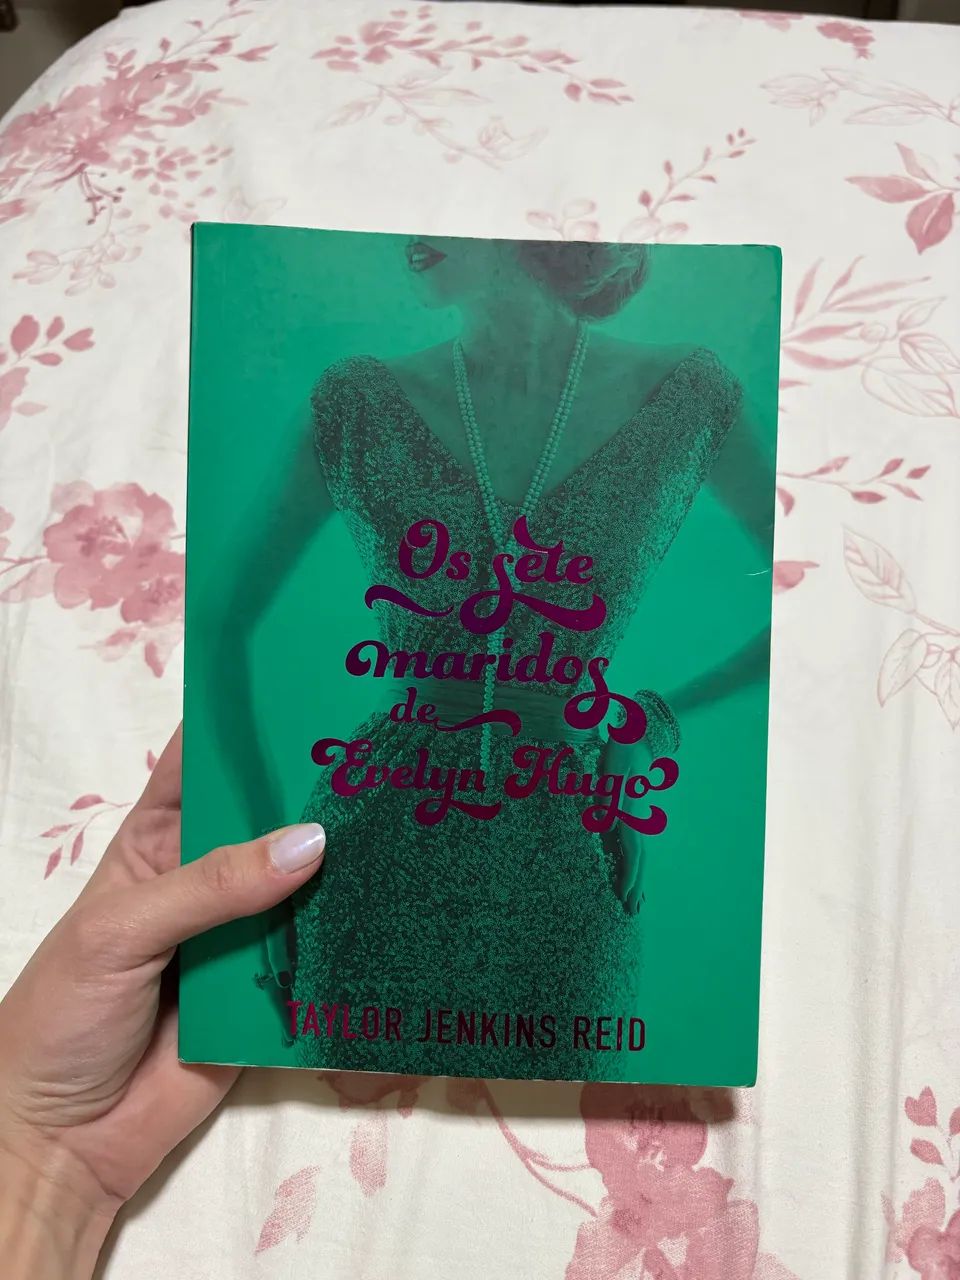 Os sete
maridos
de
Evelyn Hugo
TAYLOR JENKINS REID